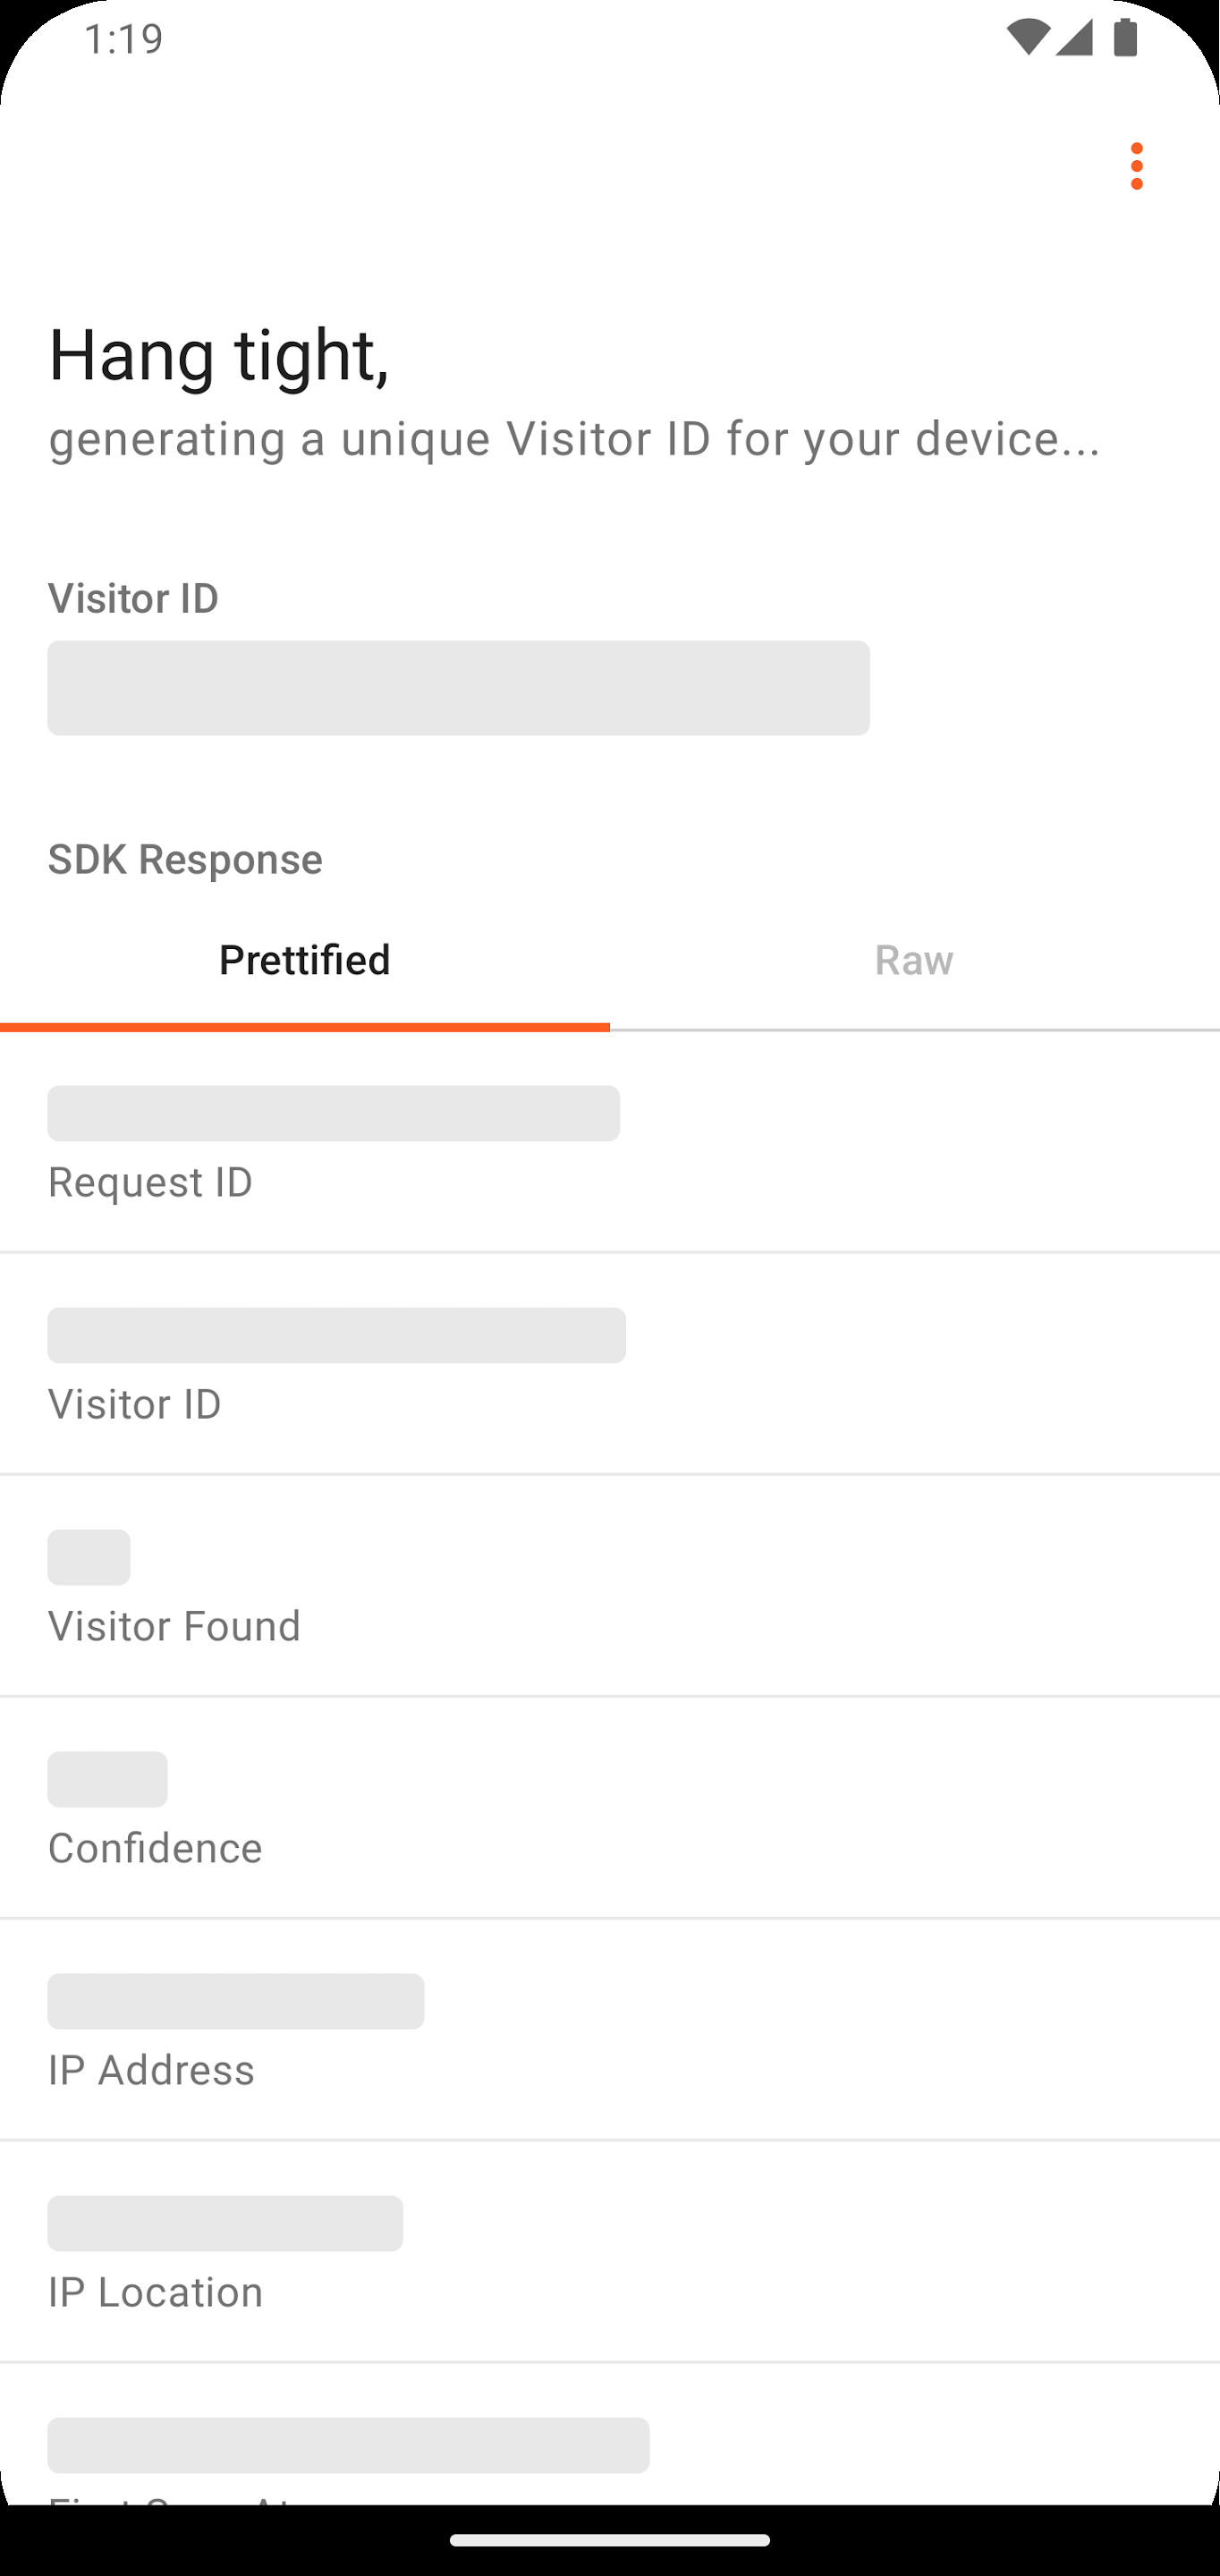 1:19
Hang tight,
generating a unique Visitor ID for your device...
Visitor ID
SDK Response
Prettified
Raw
Request ID
Visitor ID
Visitor Found
Confidence
IP Address
IP Location